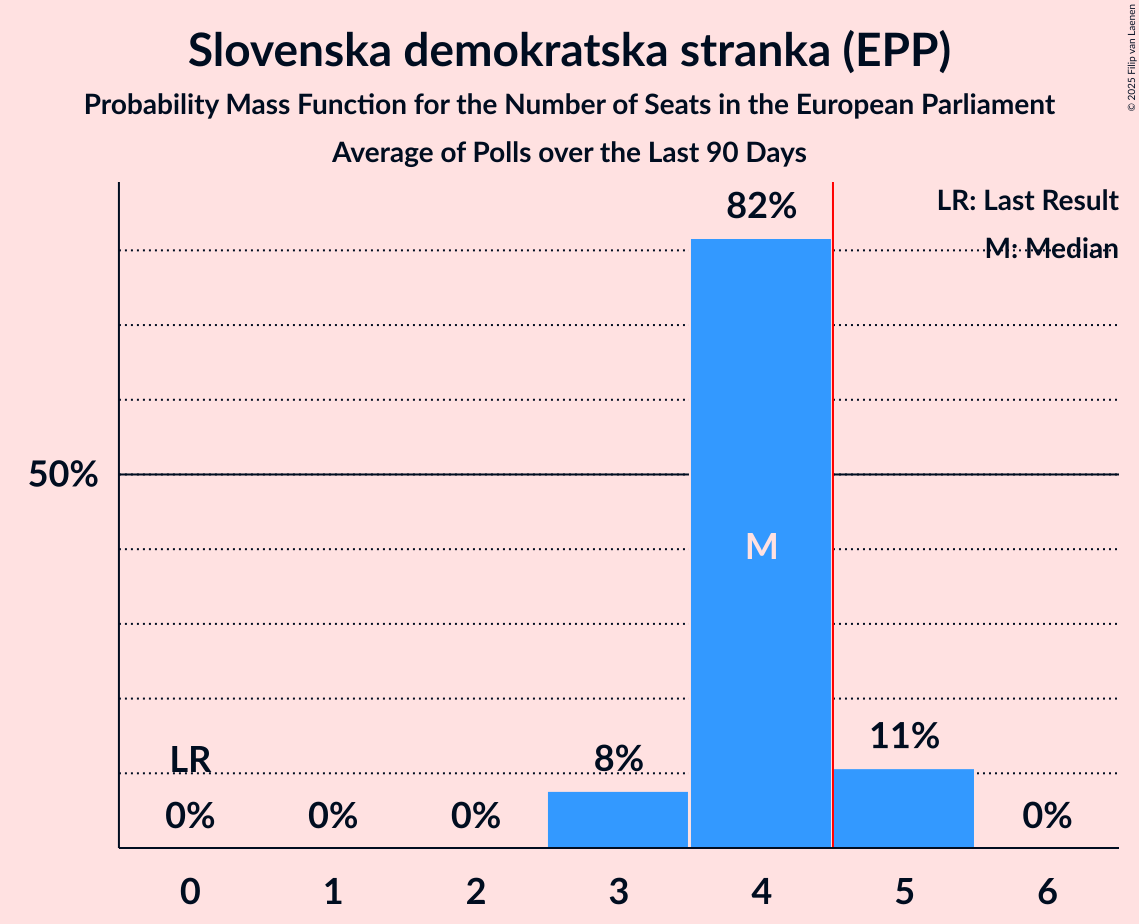 Slovenska demokratska stranka (EPP)
Probability Mass Function for the Number of Seats in the European Parliament
Average of Polls over the Last 90 Days
© 2025 Filip van Laenen
LR: Last Result
M: Median
82%
50%
M
LR
8%
11%
0%
0%
0%
0%
0
1
2
3
4
5
6